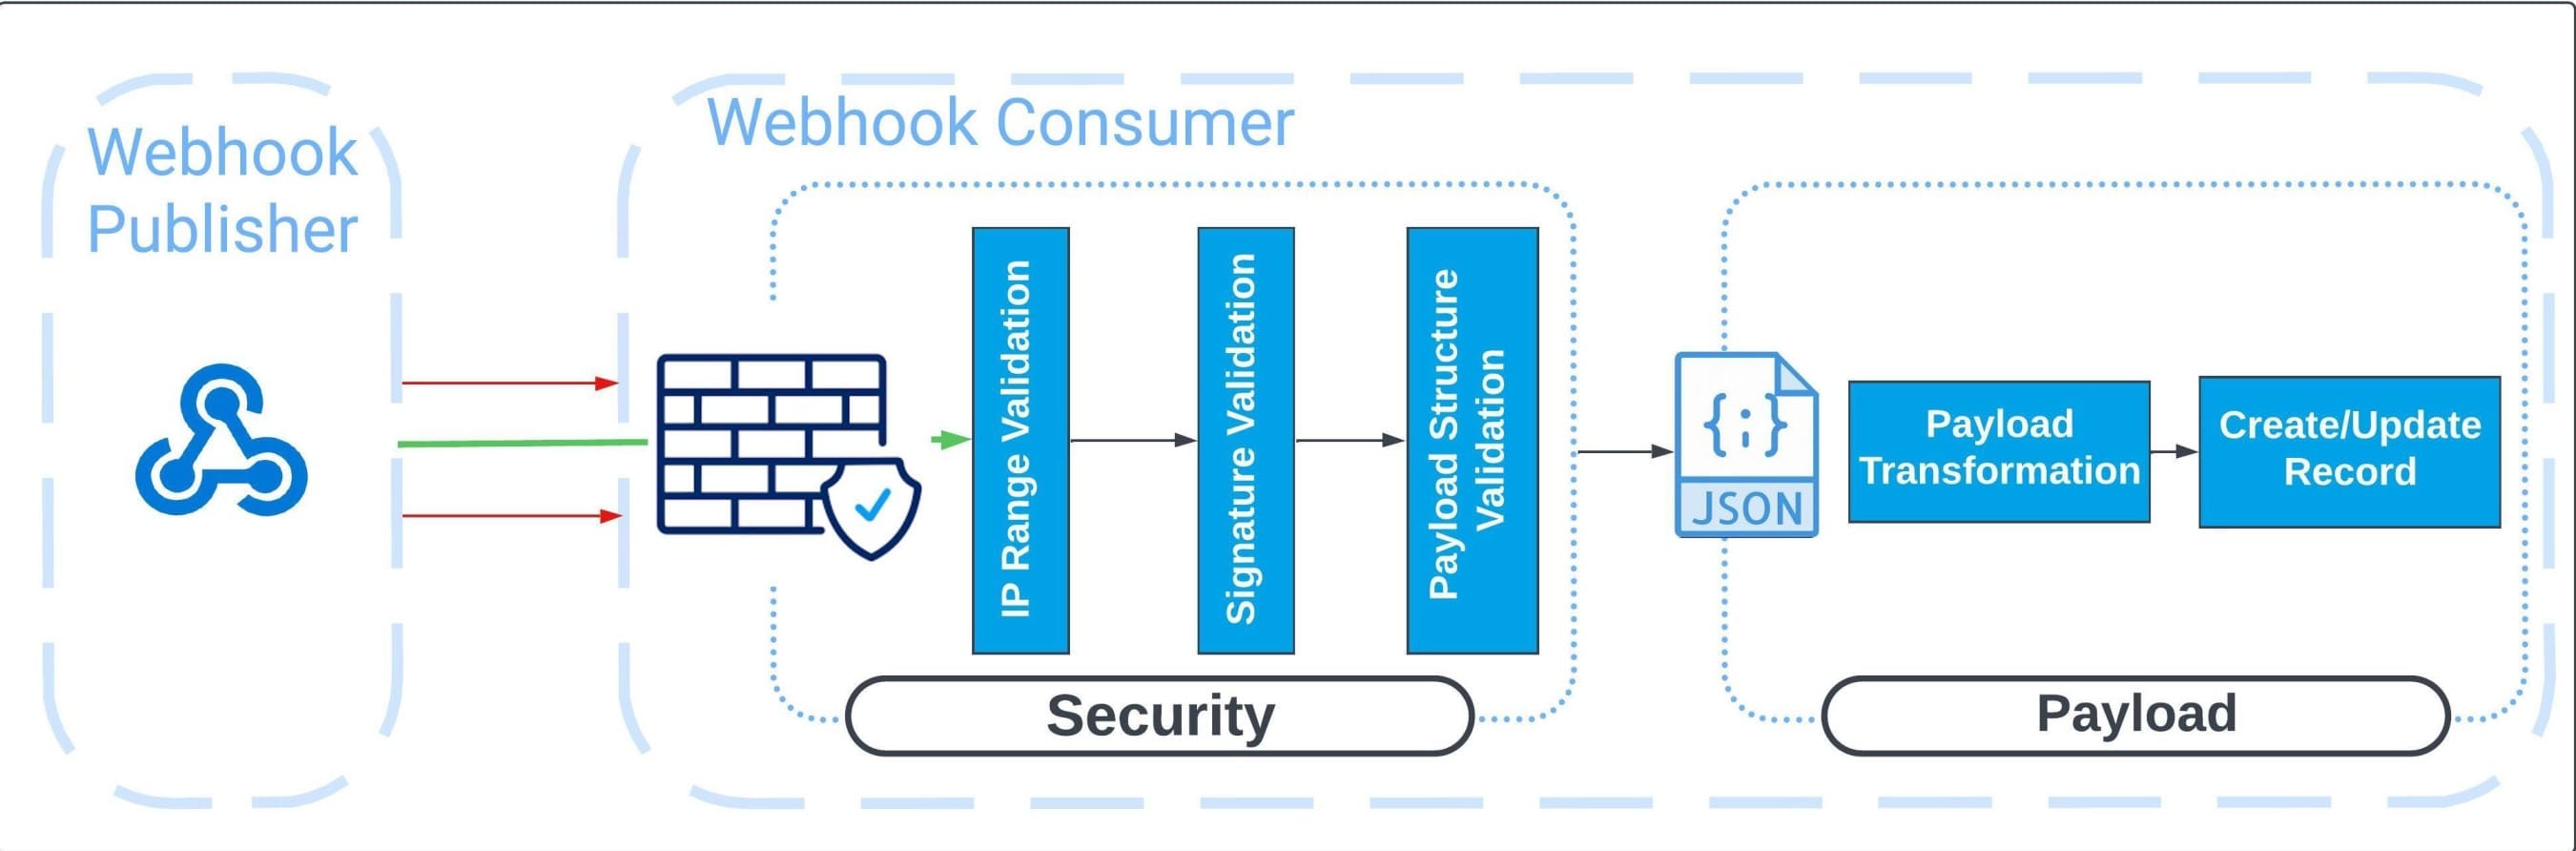 Webhook
Publisher
Webhook Consumer
IP Range Validation
Signature Validation
Payload Structure
Validation
Security
{;}
JSON
Payload
Transformation
Create/Update
Record
Payload